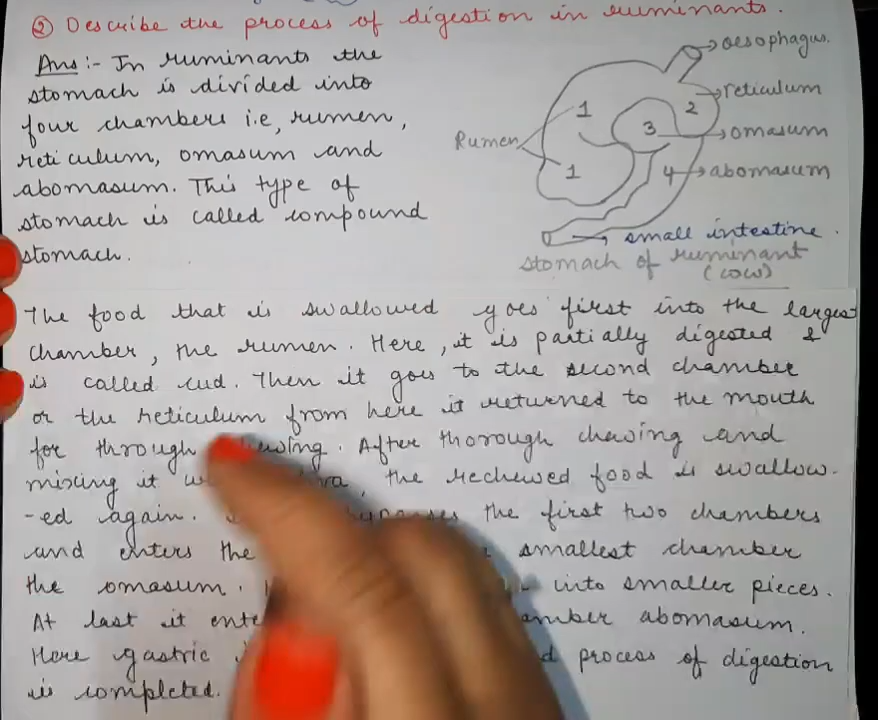 ② Describe the process of digestion in ruminants.
Ans :- In ruminants the
stomach is divided into
four chambers i.e, rumen,
reticulum, omasum and
abomasum. This type of
stomach is called compound
stomach.
oesophagus.
reticulum
omasum
abomasum
Rumen
1
2
3
1
4
small intestine.
stomach of ruminant
(cow)
The food that is swallowed goes first into the largest
chamber, the rumen. Here, it is partially digested &
is called cud. Then it goes to the second chamber
or the reticulum from here it returned to the mouth
for through chewing. After thorough chewing and
mixing it the rechewed food is swallow-
-ed again. the first two chambers
and enters the smallest chamber
the omasum. into smaller pieces.
At last it abomasum.
Here gastric process of digestion
is completed.